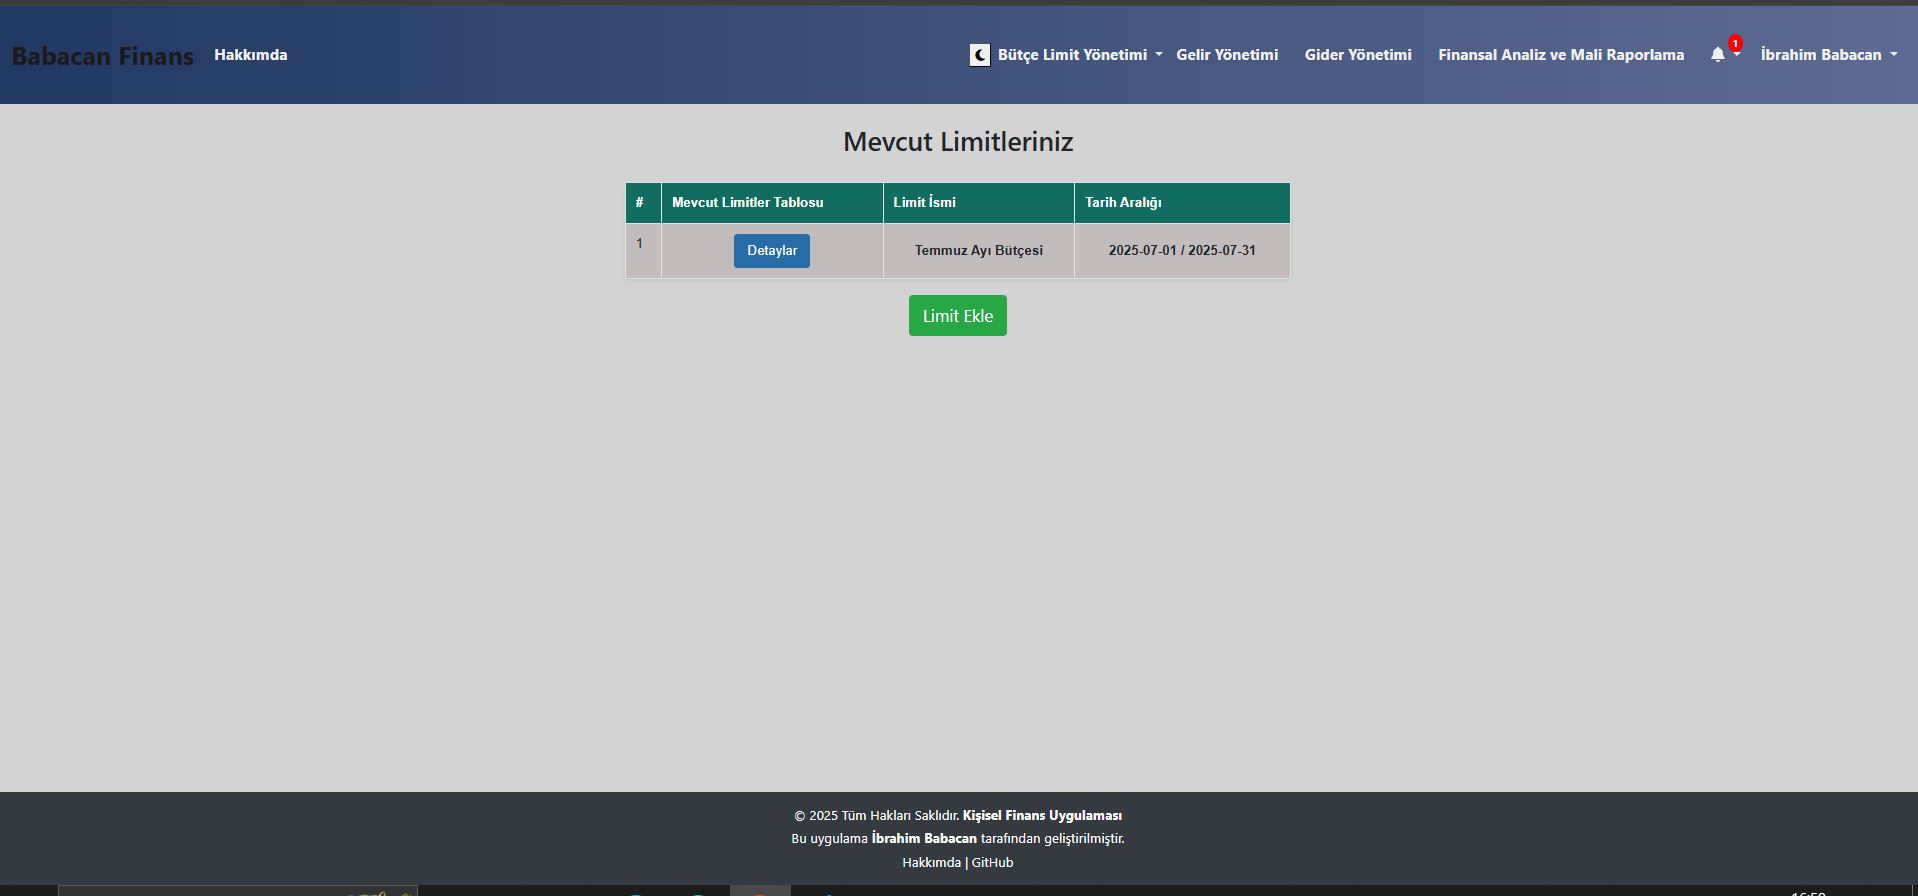 Babacan Finans Hakkımda Bütçe Limit Yönetimi Gelir Yönetimi Gider Yönetimi Finansal Analiz ve Mali Raporlama 1 İbrahim Babacan
Mevcut Limitleriniz
# Mevcut Limitler Tablosu Limit İsmi Tarih Aralığı
1 Detaylar Temmuz Ayı Bütçesi 2025-07-01 / 2025-07-31
Limit Ekle
© 2025 Tüm Hakları Saklıdır. Kişisel Finans Uygulaması
Bu uygulama İbrahim Babacan tarafından geliştirilmiştir.
Hakkımda | GitHub